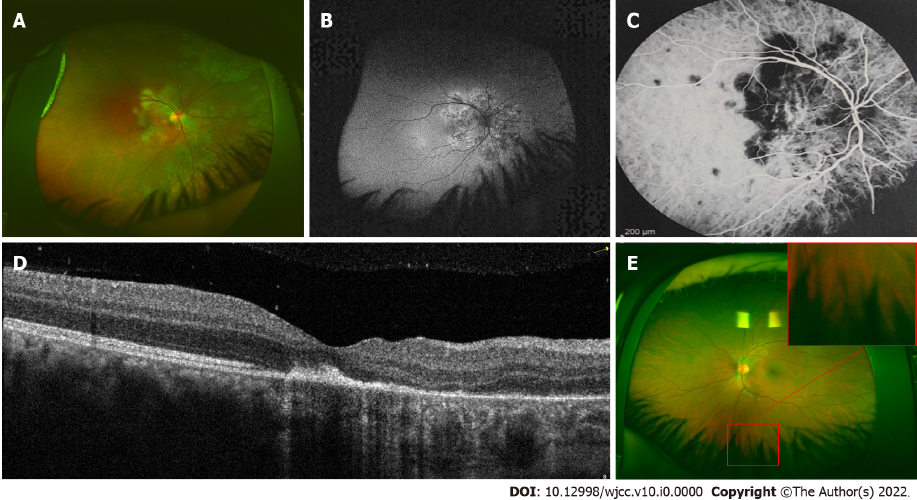 A
B
C
200 µm
D
E
DOI: 10.12998/wjcc.v10.i0.0000 Copyright ©The Author(s) 2022